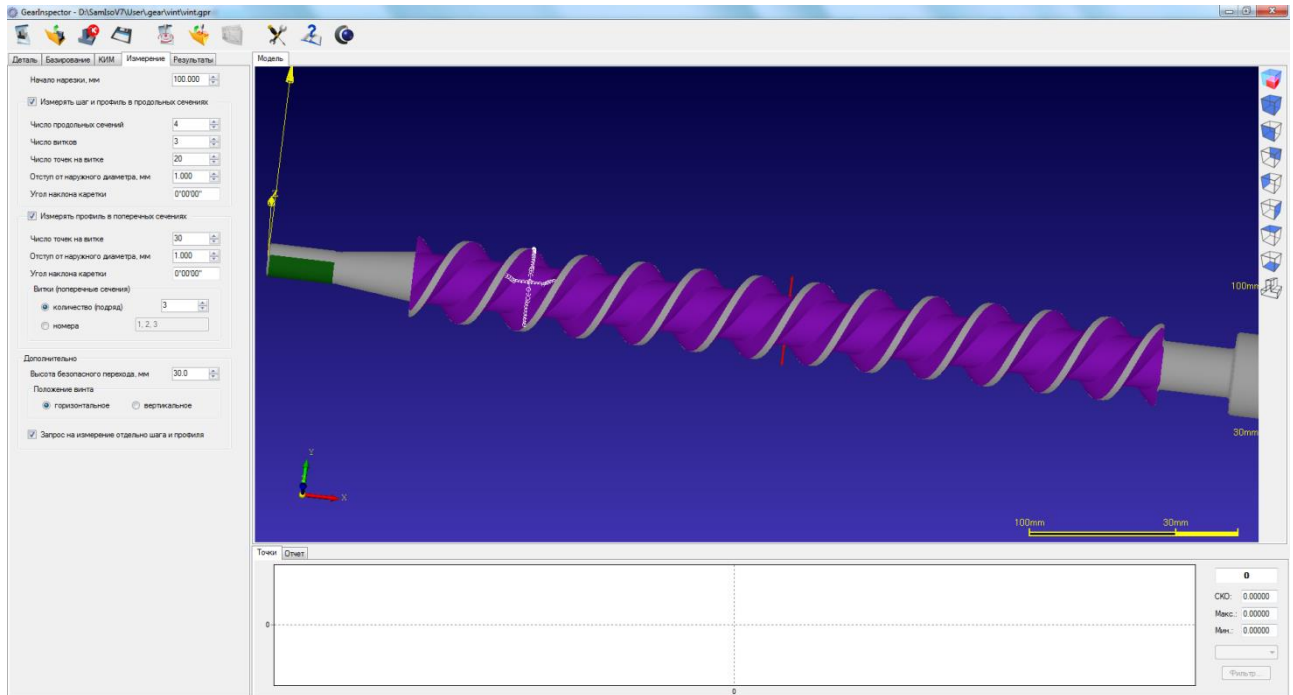 GearInspector - D:\SamIsoV7\User\.gear\vint\vint.gpr
Деталь Базирование КИМ Измерение Результаты
Начало нарезки, мм 100.000
Измерять шаг и профиль в продольных сечениях
Число продольных сечений 4
Число витков 3
Число точек на витке 20
Отступ от наружного диаметра, мм 1.000
Угол наклона каретки 0°00'00"
Измерять профиль в поперечных сечениях
Число точек на витке 30
Отступ от наружного диаметра, мм 1.000
Угол наклона каретки 0°00'00"
Витки (поперечные сечения)
количество (подряд) 3
номера 1, 2, 3
Дополнительно
Высота безопасного перехода, мм 30.0
Положение винта
горизонтальное вертикальное
Запрос на измерение отдельно шага и профиля
Модель
Z
100mm
30mm
Y
X
100mm 30mm
Точки Отчет
0
0
0
СКО: 0.00000
Макс.: 0.00000
Мин.: 0.00000
Фильтр...